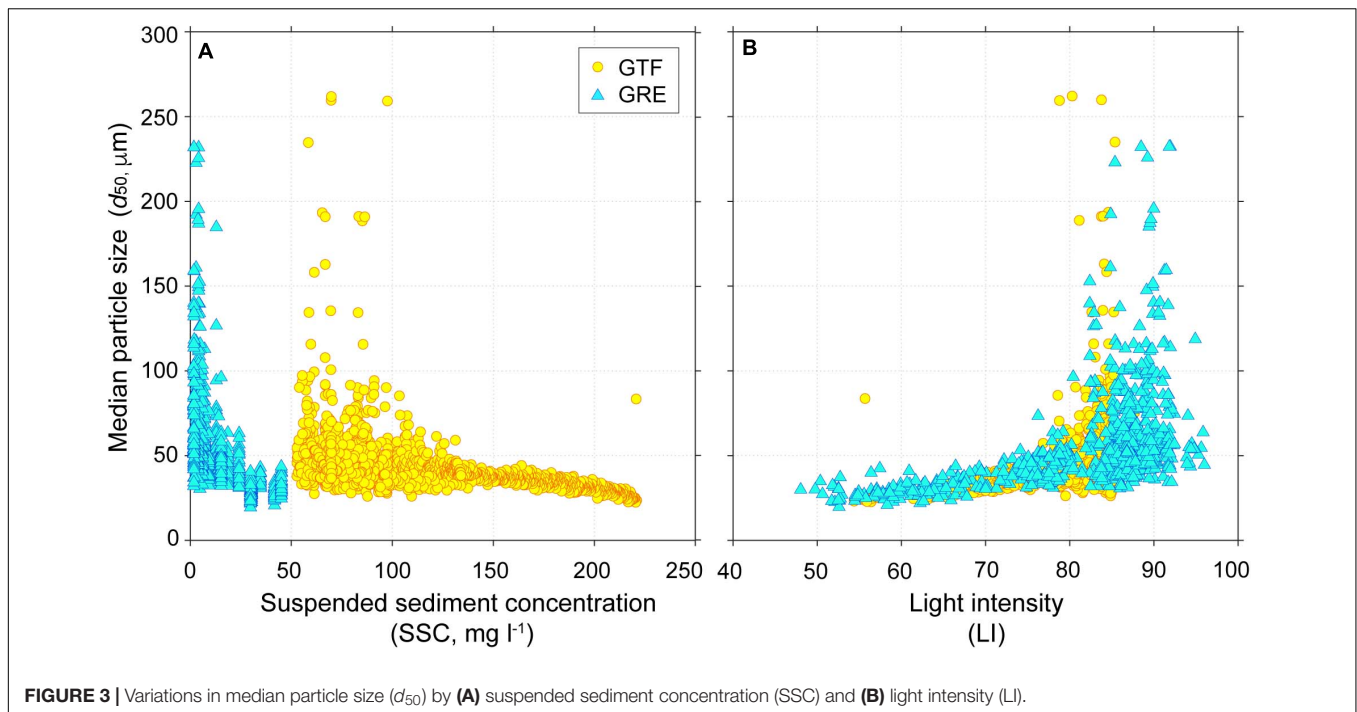 A
B
GTF
GRE
300
250
200
150
100
50
0
Median particle size (d50, μm)
0 50 100 150 200 250
40 50 60 70 80 90 100
Suspended sediment concentration
(SSC, mg l-1)
Light intensity
(LI)
FIGURE 3 | Variations in median particle size (d50) by (A) suspended sediment concentration (SSC) and (B) light intensity (LI).